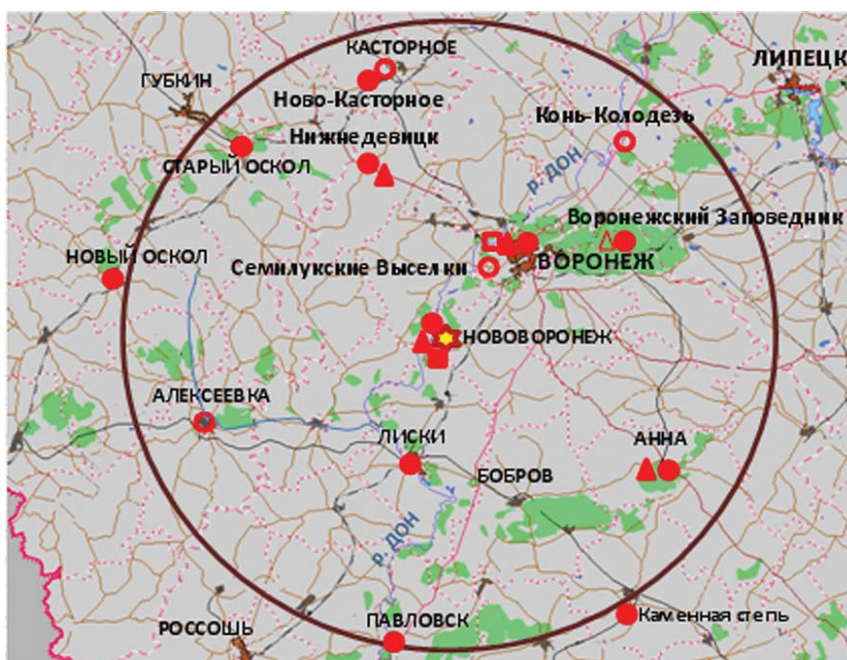 КАСТОРНОЕ
ЛИПЕЦК
ГУБКИН
Ново-Касторное
Конь-Колодезь
Нижнедевицк
СТАРЫЙ ОСКОЛ
р. ДОН
Воронежский Заповедник
НОВЫЙ ОСКОЛ
Семилукские Выселки
ВОРОНЕЖ
НОВОВОРОНЕЖ
АЛЕКСЕЕВКА
ЛИСКИ
АННА
БОБРОВ
р. ДОН
ПАВЛОВСК
Каменная степь
РОССОШЬ